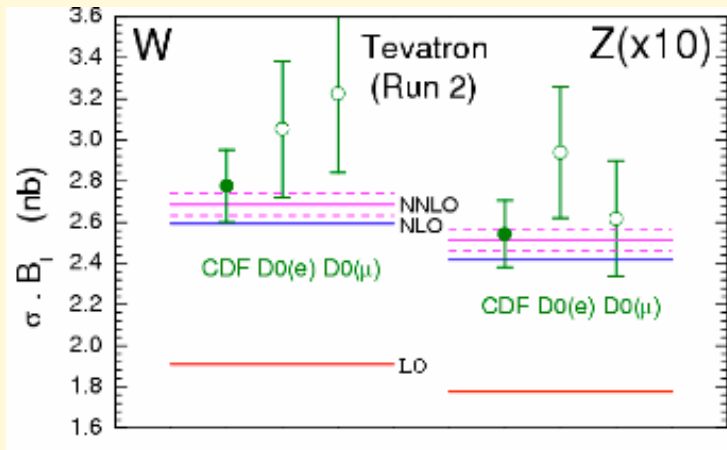 3.6
3.4
3.2
3.0
2.8
2.6
2.4
2.2
2.0
1.8
1.6
σ . Bl (nb)
W
Tevatron
(Run 2)
Z(x10)
NNLO
NLO
CDF D0(e) D0(μ)
CDF D0(e) D0(μ)
LO